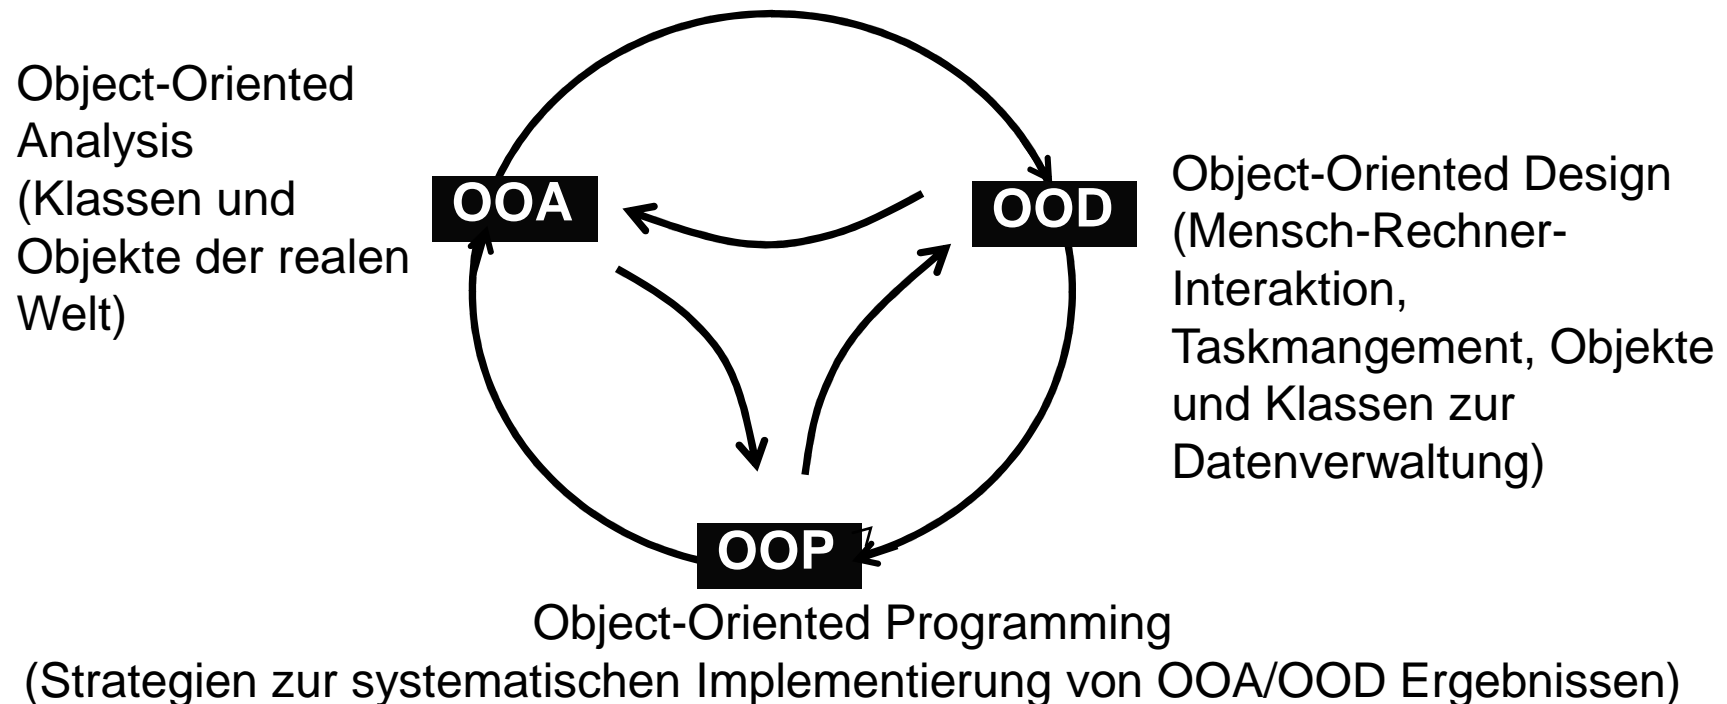 Object-Oriented
Analysis
(Klassen und
Objekte der realen
Welt)
OOA
OOD
Object-Oriented Design
(Mensch-Rechner-
Interaktion,
Taskmangement, Objekte
und Klassen zur
Datenverwaltung)
OOP
Object-Oriented Programming
(Strategien zur systematischen Implementierung von OOA/OOD Ergebnissen)